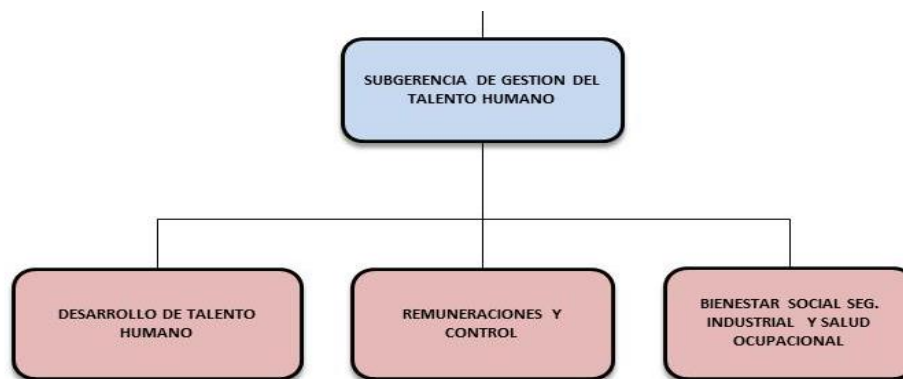 SUBGERENCIA DE GESTION DEL
TALENTO HUMANO
DESARROLLO DE TALENTO
HUMANO
REMUNERACIONES Y
CONTROL
BIENESTAR SOCIAL SEG.
INDUSTRIAL Y SALUD
OCUPACIONAL